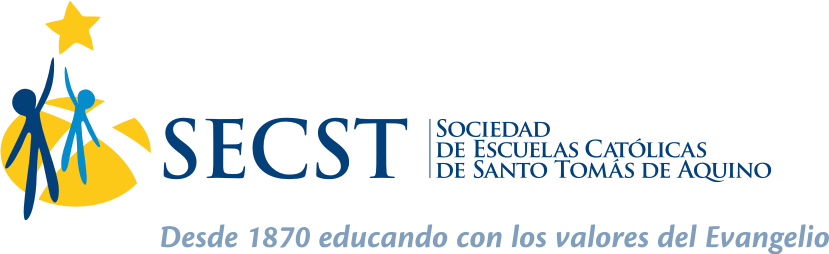 SECST
SOCIEDAD
DE ESCUELAS CATÓLICAS
DE SANTO TOMÁS DE AQUINO
Desde 1870 educando con los valores del Evangelio